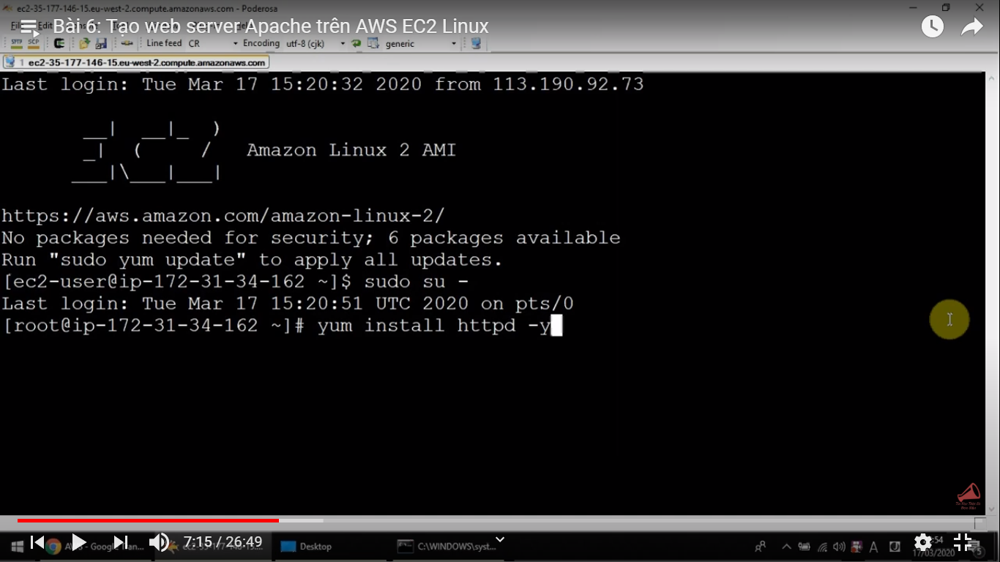 ec2-35-177-146-15.eu-west-2.compute.amazonaws.com - Poderosa
Bài 6: Tạo web server Apache trên AWS EC2 Linux
SFTP SCP Line feed CR Encoding utf-8 (cjk) generic
1 ec2-35-177-146-15.eu-west-2.compute.amazonaws.com
Last login: Tue Mar 17 15:20:32 2020 from 113.190.92.73
__| __|_ )
_| ( / Amazon Linux 2 AMI
___|\___|___|
https://aws.amazon.com/amazon-linux-2/
No packages needed for security; 6 packages available
Run "sudo yum update" to apply all updates.
[ec2-user@ip-172-31-34-162 ~]$ sudo su -
Last login: Tue Mar 17 15:20:51 UTC 2020 on pts/0
[root@ip-172-31-34-162 ~]# yum install httpd -y
7:15 / 26:49
Desktop
C:\WINDOWS\syst...
17/03/2020
5